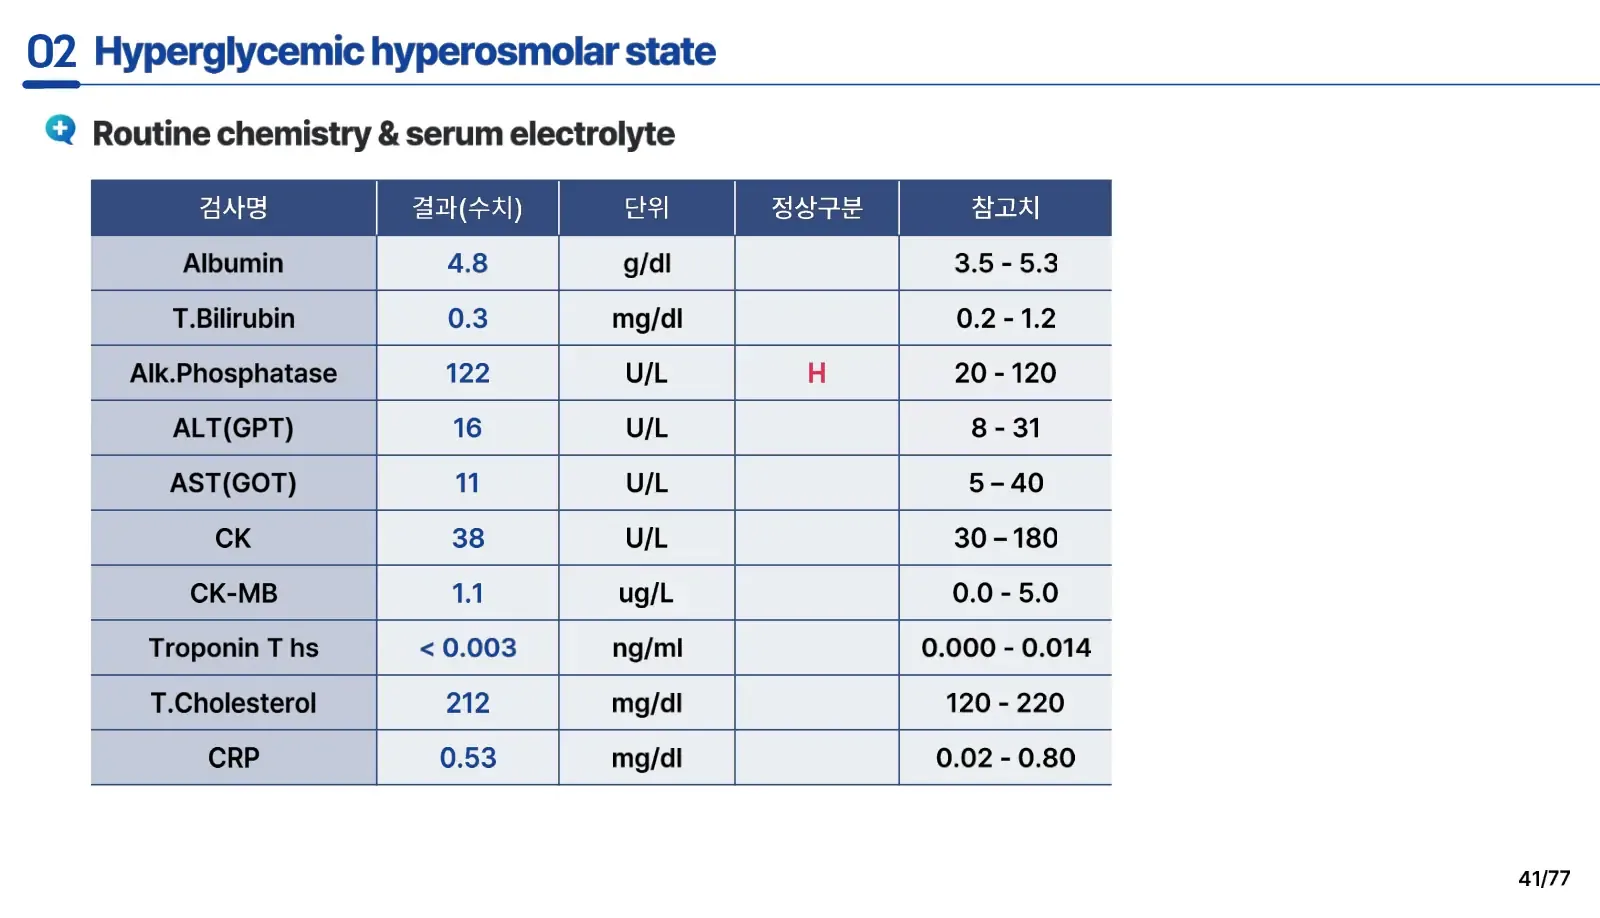 02 Hyperglycemic hyperosmolar state
Routine chemistry & serum electrolyte
검사명 결과(수치) 단위 정상구분 참고치
Albumin 4.8 g/dl 3.5 - 5.3
T.Bilirubin 0.3 mg/dl 0.2 - 1.2
Alk.Phosphatase 122 U/L H 20 - 120
ALT(GPT) 16 U/L 8 - 31
AST(GOT) 11 U/L 5 – 40
CK 38 U/L 30 – 180
CK-MB 1.1 ug/L 0.0 - 5.0
Troponin T hs < 0.003 ng/ml 0.000 - 0.014
T.Cholesterol 212 mg/dl 120 - 220
CRP 0.53 mg/dl 0.02 - 0.80
41/77